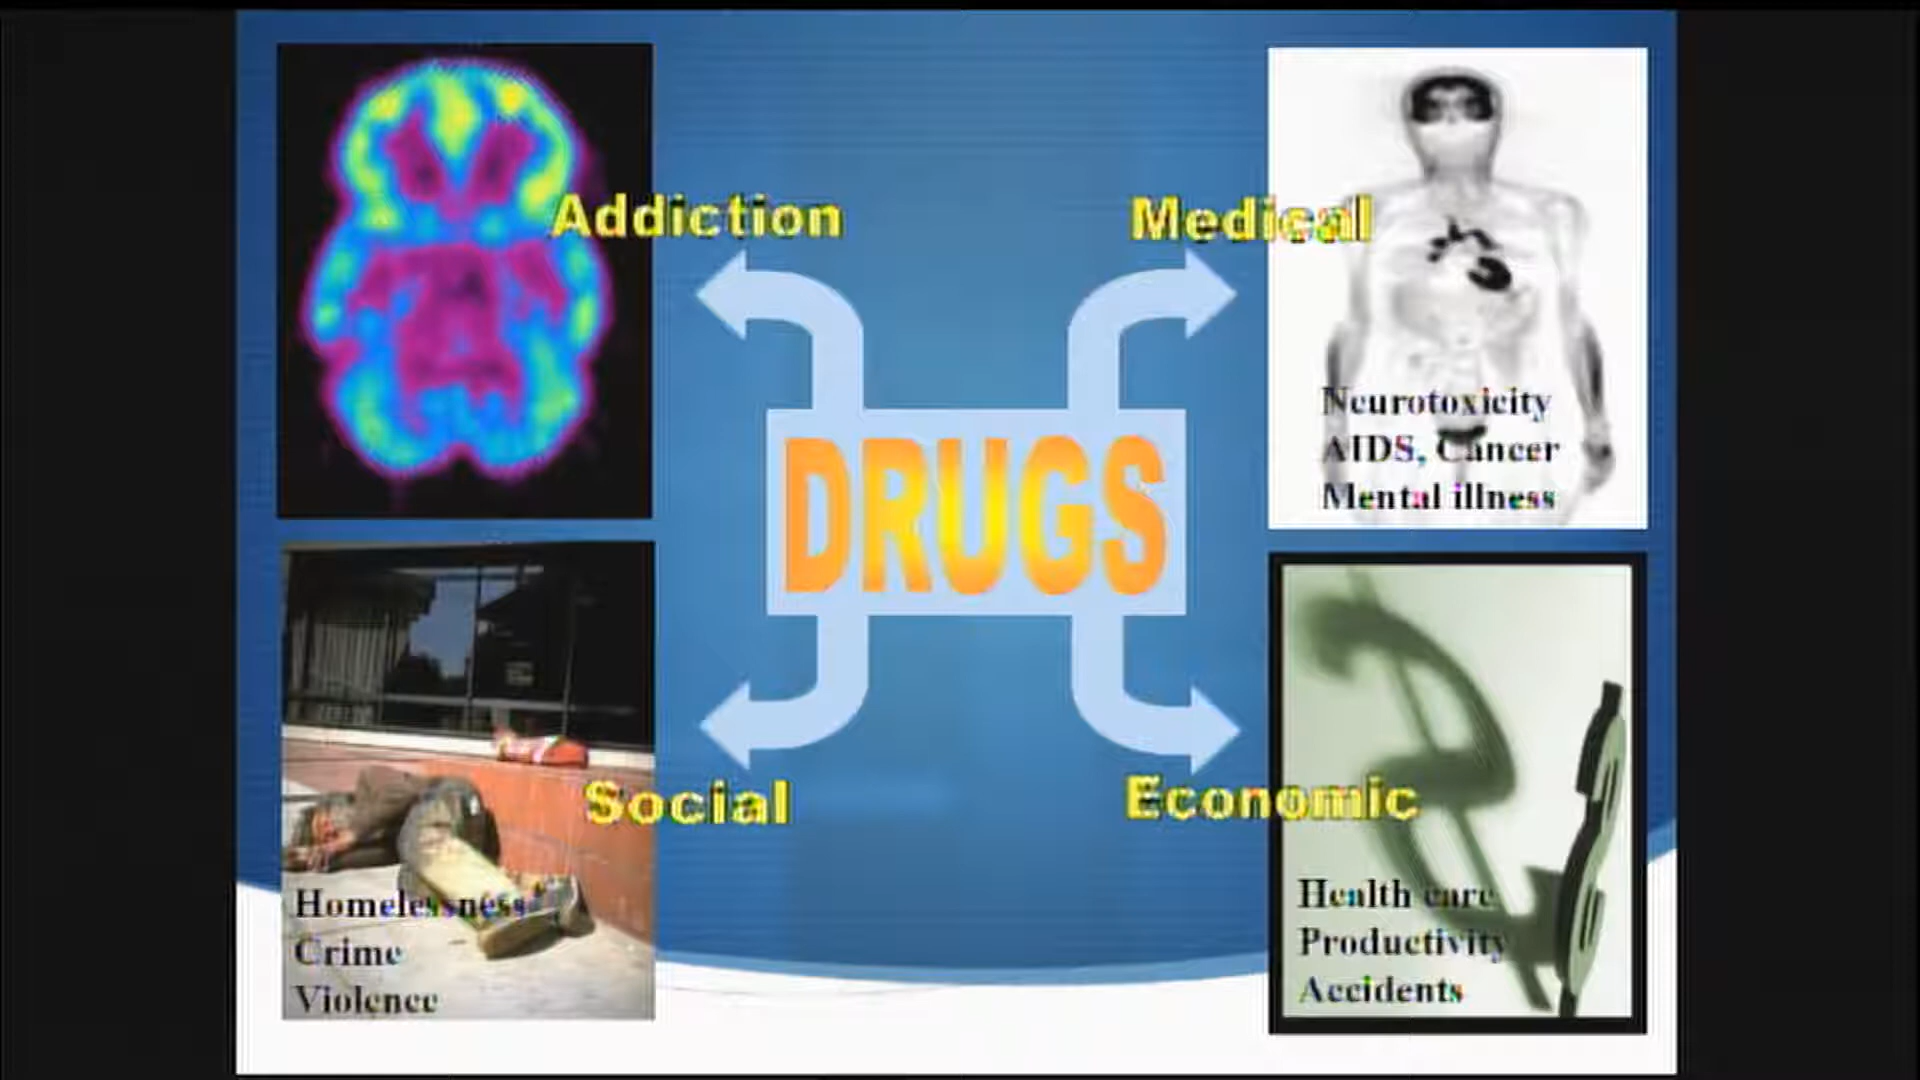 Addiction
Medical
Neurotoxicity
AIDS, Cancer
Mental illness
DRUGS
Social
Homelessness
Crime
Violence
Economic
Health care
Productivity
Accidents